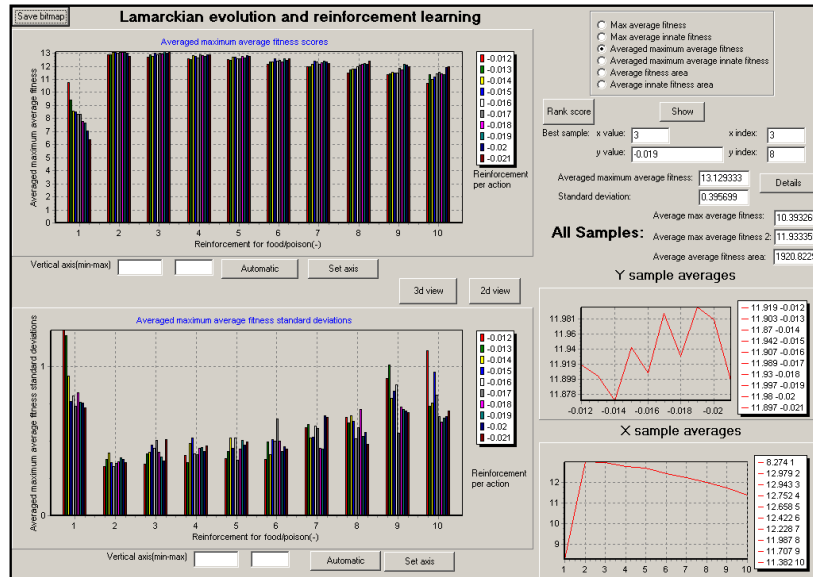 Save bitmap
Lamarckian evolution and reinforcement learning
Averaged maximum average fitness scores
Averaged maximum average fitness
13
12
11
10
9
8
7
6
5
4
3
2
1
0
1 2 3 4 5 6 7 8 9 10
Reinforcement for food/poison(-)
-0.012
-0.013
-0.014
-0.015
-0.016
-0.017
-0.018
-0.019
-0.02
-0.021
Reinforcement
per action
Vertical axis(min-max)
Automatic
Set axis
3d view
2d view
Averaged maximum average fitness standard deviations
Averaged maximum average fitness standard deviations
1
0
1 2 3 4 5 6 7 8 9 10
Reinforcement for food/poison(-)
-0.012
-0.013
-0.014
-0.015
-0.016
-0.017
-0.018
-0.019
-0.02
-0.021
Reinforcement
per action
Vertical axis(min-max)
Automatic
Set axis
Max average fitness
Max average innate fitness
Averaged maximum average fitness
Averaged maximum average innate fitness
Average fitness area
Average innate fitness area
Rank score
Show
Best sample: x value: 3 x index: 3
y value: -0.019 y index: 8
Averaged maximum average fitness: 13.129333
Standard deviation: 0.395699
Details
All Samples:
Average max average fitness: 10.39326
Average max average fitness 2: 11.93335
Average average fitness area: 1920.8229
Y sample averages
11.981
11.96
11.94
11.919
11.899
11.878
-0.012 -0.014 -0.016 -0.018 -0.02
11.919 -0.012
11.903 -0.013
11.87 -0.014
11.942 -0.015
11.907 -0.016
11.989 -0.017
11.93 -0.018
11.997 -0.019
11.98 -0.02
11.897 -0.021
X sample averages
12
11
10
9
1 2 3 4 5 6 7 8 9 10
8.274 1
12.979 2
12.943 3
12.752 4
12.658 5
12.422 6
12.228 7
11.987 8
11.707 9
11.382 10